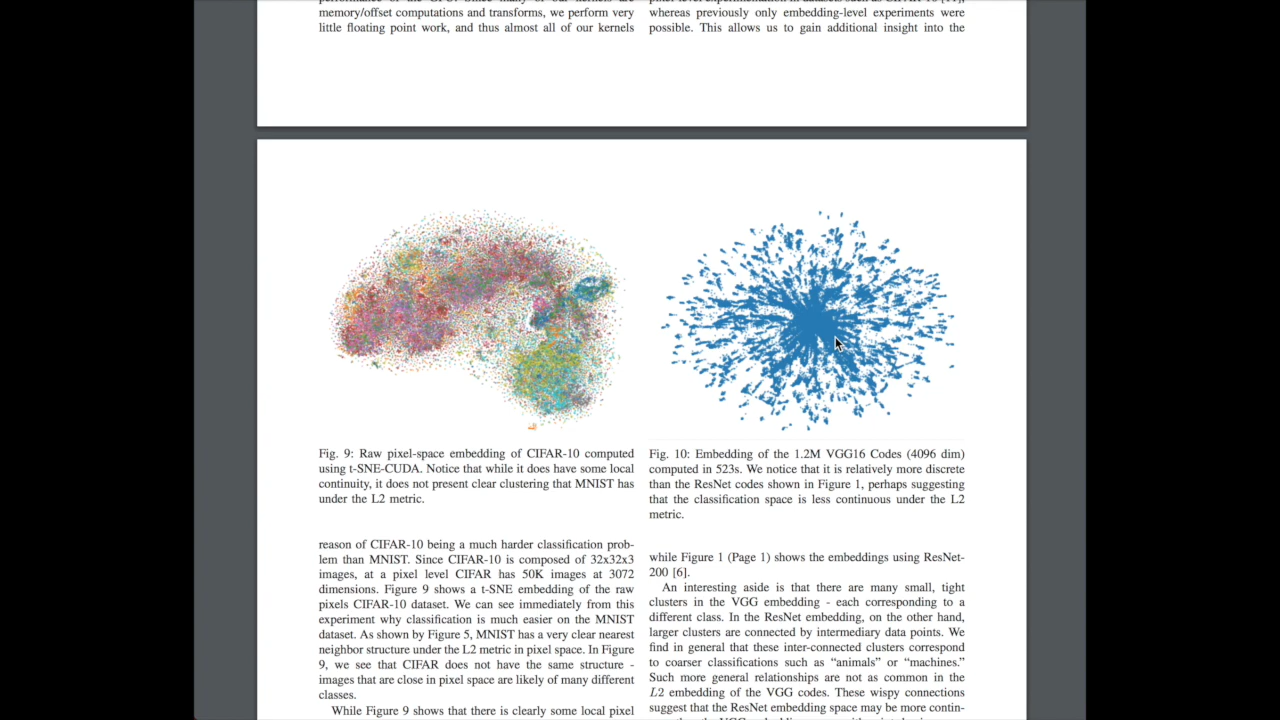 memory/offset computations and transforms, we perform very
little floating point work, and thus almost all of our kernels
whereas previously only embedding-level experiments were
possible. This allows us to gain additional insight into the
Fig. 9: Raw pixel-space embedding of CIFAR-10 computed
using t-SNE-CUDA. Notice that while it does have some local
continuity, it does not present clear clustering that MNIST has
under the L2 metric.
reason of CIFAR-10 being a much harder classification prob-
lem than MNIST. Since CIFAR-10 is composed of 32x32x3
images, at a pixel level CIFAR has 50K images at 3072
dimensions. Figure 9 shows a t-SNE embedding of the raw
pixels CIFAR-10 dataset. We can see immediately from this
experiment why classification is much easier on the MNIST
dataset. As shown by Figure 5, MNIST has a very clear nearest
neighbor structure under the L2 metric in pixel space. In Figure
9, we see that CIFAR does not have the same structure -
images that are close in pixel space are likely of many different
classes.
While Figure 9 shows that there is clearly some local pixel
Fig. 10: Embedding of the 1.2M VGG16 Codes (4096 dim)
computed in 523s. We notice that it is relatively more discrete
than the ResNet codes shown in Figure 1, perhaps suggesting
that the classification space is less continuous under the L2
metric.
while Figure 1 (Page 1) shows the embeddings using ResNet-
200 [6].
An interesting aside is that there are many small, tight
clusters in the VGG embedding - each corresponding to a
different class. In the ResNet embedding, on the other hand,
larger clusters are connected by intermediary data points. We
find in general that these inter-connected clusters correspond
to coarser classifications such as “animals” or “machines.”
Such more general relationships are not as common in the
L2 embedding of the VGG codes. These wispy connections
suggest that the ResNet embedding space may be more contin-